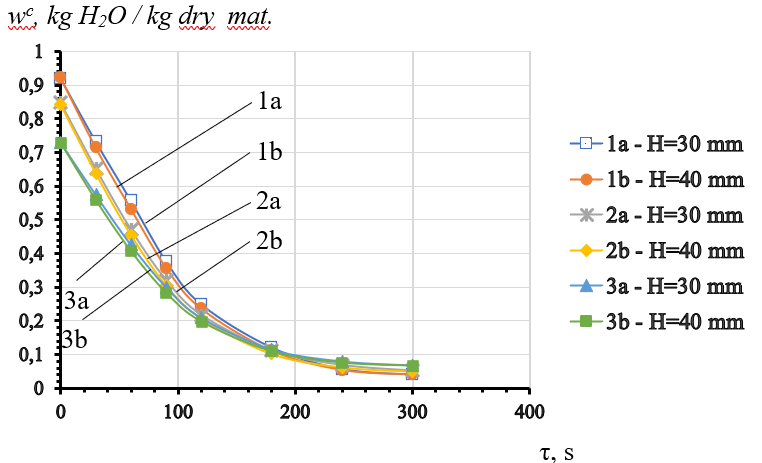 wᶜ, kg H₂O / kg dry mat.
1
0,9
0,8
0,7
0,6
0,5
0,4
0,3
0,2
0,1
0
0 100 200 300 400
τ, s
1a
1b
2a
2b
3a
3b
1a - H=30 mm
1b - H=40 mm
2a - H=30 mm
2b - H=40 mm
3a - H=30 mm
3b - H=40 mm